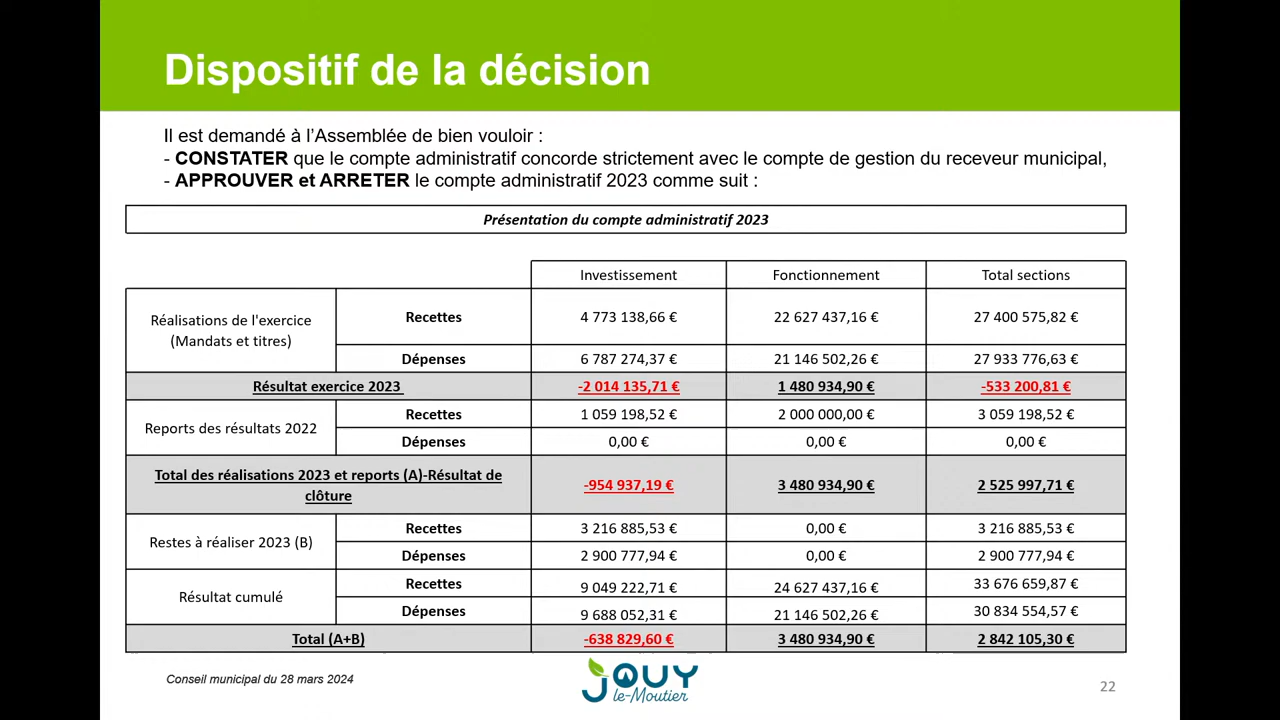 Dispositif de la décision
Il est demandé à l’Assemblée de bien vouloir :
- CONSTATER que le compte administratif concorde strictement avec le compte de gestion du receveur municipal,
- APPROUVER et ARRETER le compte administratif 2023 comme suit :
Présentation du compte administratif 2023
Investissement Fonctionnement Total sections
Réalisations de l'exercice
(Mandats et titres)
Recettes 4 773 138,66 € 22 627 437,16 € 27 400 575,82 €
Dépenses 6 787 274,37 € 21 146 502,26 € 27 933 776,63 €
Résultat exercice 2023 -2 014 135,71 € 1 480 934,90 € -533 200,81 €
Reports des résultats 2022
Recettes 1 059 198,52 € 2 000 000,00 € 3 059 198,52 €
Dépenses 0,00 € 0,00 € 0,00 €
Total des réalisations 2023 et reports (A)-Résultat de
clôture
-954 937,19 € 3 480 934,90 € 2 525 997,71 €
Restes à réaliser 2023 (B)
Recettes 3 216 885,53 € 0,00 € 3 216 885,53 €
Dépenses 2 900 777,94 € 0,00 € 2 900 777,94 €
Résultat cumulé
Recettes 9 049 222,71 € 24 627 437,16 € 33 676 659,87 €
Dépenses 9 688 052,31 € 21 146 502,26 € 30 834 554,57 €
Total (A+B) -638 829,60 € 3 480 934,90 € 2 842 105,30 €
Conseil municipal du 28 mars 2024
JOUY
le-Moutier
22